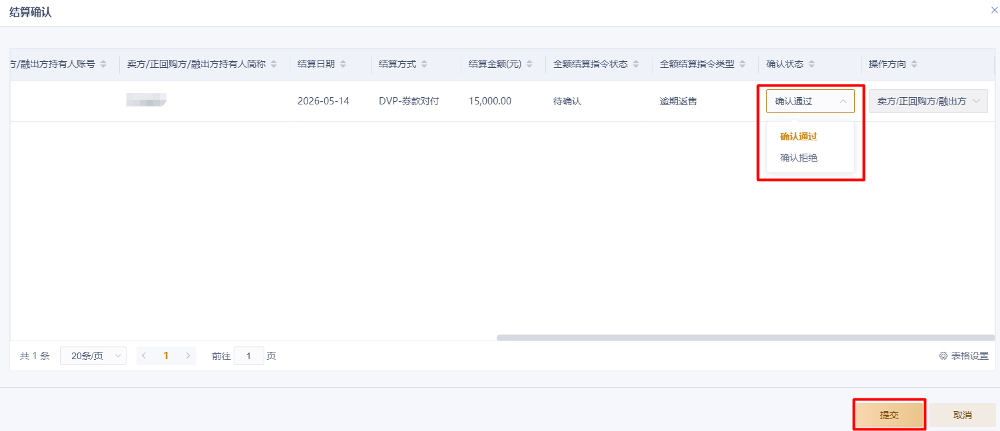 结算确认
方/融出方持有人账号 卖方/正回购方/融出方持有人简称 结算日期 结算方式 结算金额(元) 全额结算指令状态 全额结算指令类型 确认状态 操作方向
2026-05-14 DVP-券款对付 15,000.00 待确认 逾期返售 确认通过 卖方/正回购方/融出方
确认通过
确认拒绝
共 1 条 20条/页 1 前往 1 页 表格设置
提交 取消